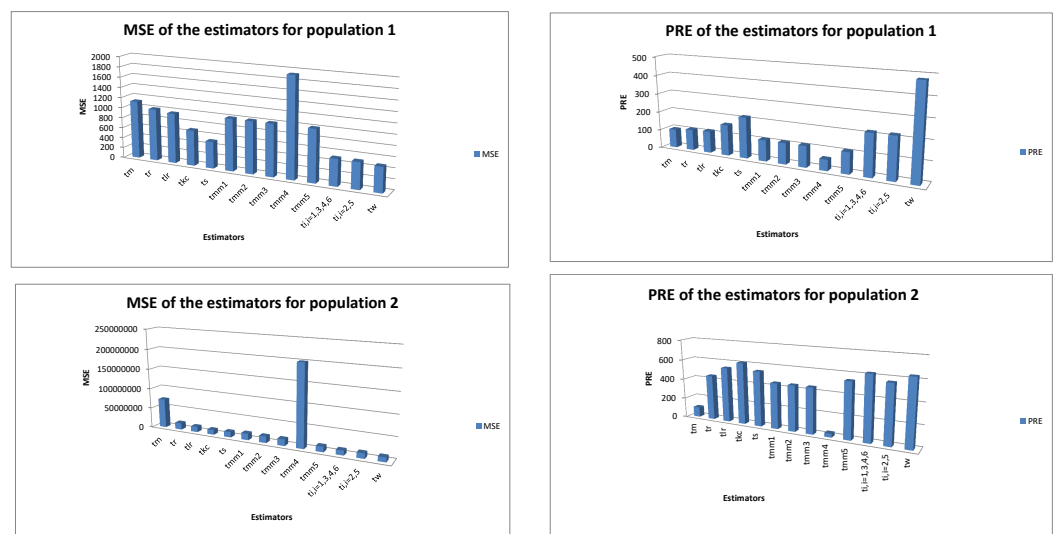 MSE of the estimators for population 1
2000
1800
1600
1400
1200
1000
800
600
400
200
0
MSE
tm
tr
tlr
tkc
ts
tmm1
tmm2
tmm3
tmm4
tmm5
ti,i=1,3,4,6
ti,i=2,5
tw
Estimators
MSE
PRE of the estimators for population 1
500
400
300
200
100
0
PRE
tm
tr
tlr
tkc
ts
tmm1
tmm2
tmm3
tmm4
tmm5
ti,i=1,3,4,6
ti,i=2,5
tw
Estimators
PRE
MSE of the estimators for population 2
250000000
200000000
150000000
100000000
50000000
0
MSE
tm
tr
tlr
tkc
ts
tmm1
tmm2
tmm3
tmm4
tmm5
ti,i=1,3,4,6
ti,i=2,5
tw
Estimators
MSE
PRE of the estimators for population 2
800
600
400
200
0
PRE
tm
tr
tlr
tkc
ts
tmm1
tmm2
tmm3
tmm4
tmm5
ti,i=1,3,4,6
ti,i=2,5
tw
Estimators
PRE